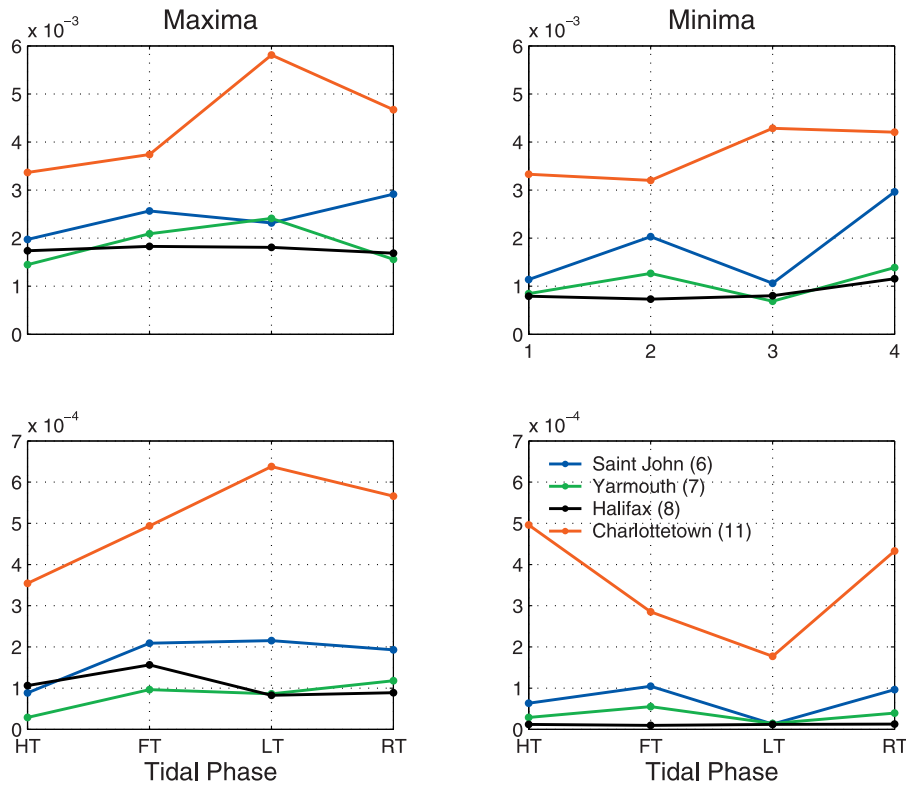 Maxima
x 10⁻³
6
5
4
3
2
1
0
Minima
x 10⁻³
6
5
4
3
2
1
0
1 2 3 4
x 10⁻⁴
7
6
5
4
3
2
1
0
HT FT LT RT
Tidal Phase
x 10⁻⁴
7
6
5
4
3
2
1
0
Saint John (6)
Yarmouth (7)
Halifax (8)
Charlottetown (11)
HT FT LT RT
Tidal Phase